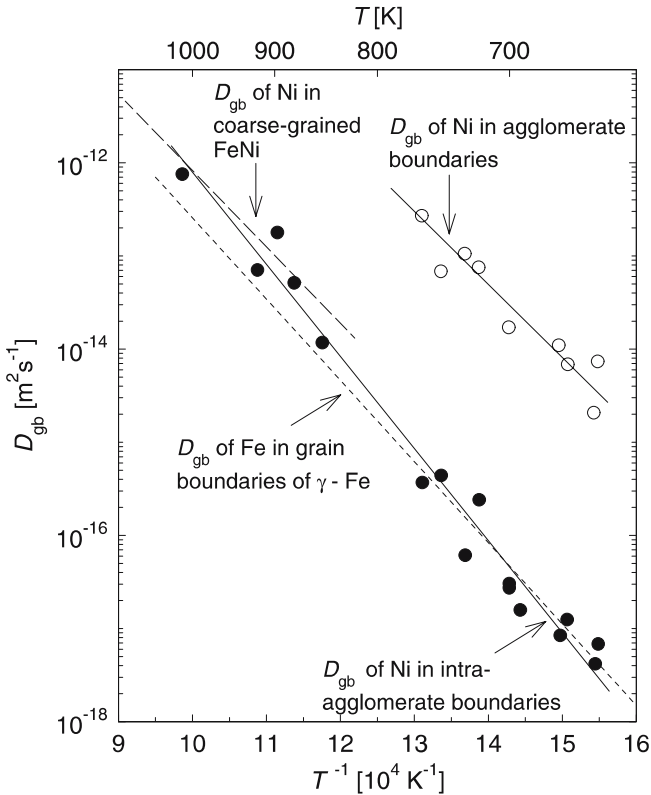 T [K]
1000 900 800 700
D_gb of Ni in
coarse-grained
FeNi
D_gb of Ni in agglomerate
boundaries
10^-12
10^-14
D_gb [m^2s^-1]
D_gb of Fe in grain
boundaries of γ - Fe
10^-16
D_gb of Ni in intra-
agglomerate boundaries
10^-18
9 10 11 12 13 14 15 16
T^-1 [10^4 K^-1]